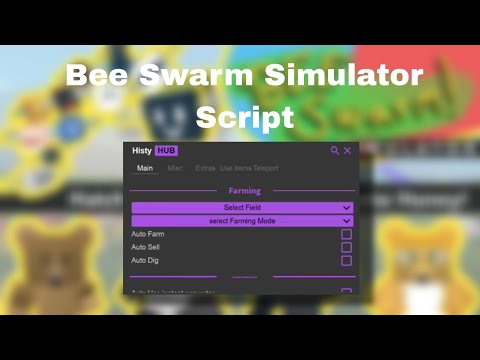 Bee Swarm Simulator
Script
Histy HUB
Main Misc Extras Use Items Teleport
Farming
Select Field
select Farming Mode
Auto Farm
Auto Sell
Auto Dig